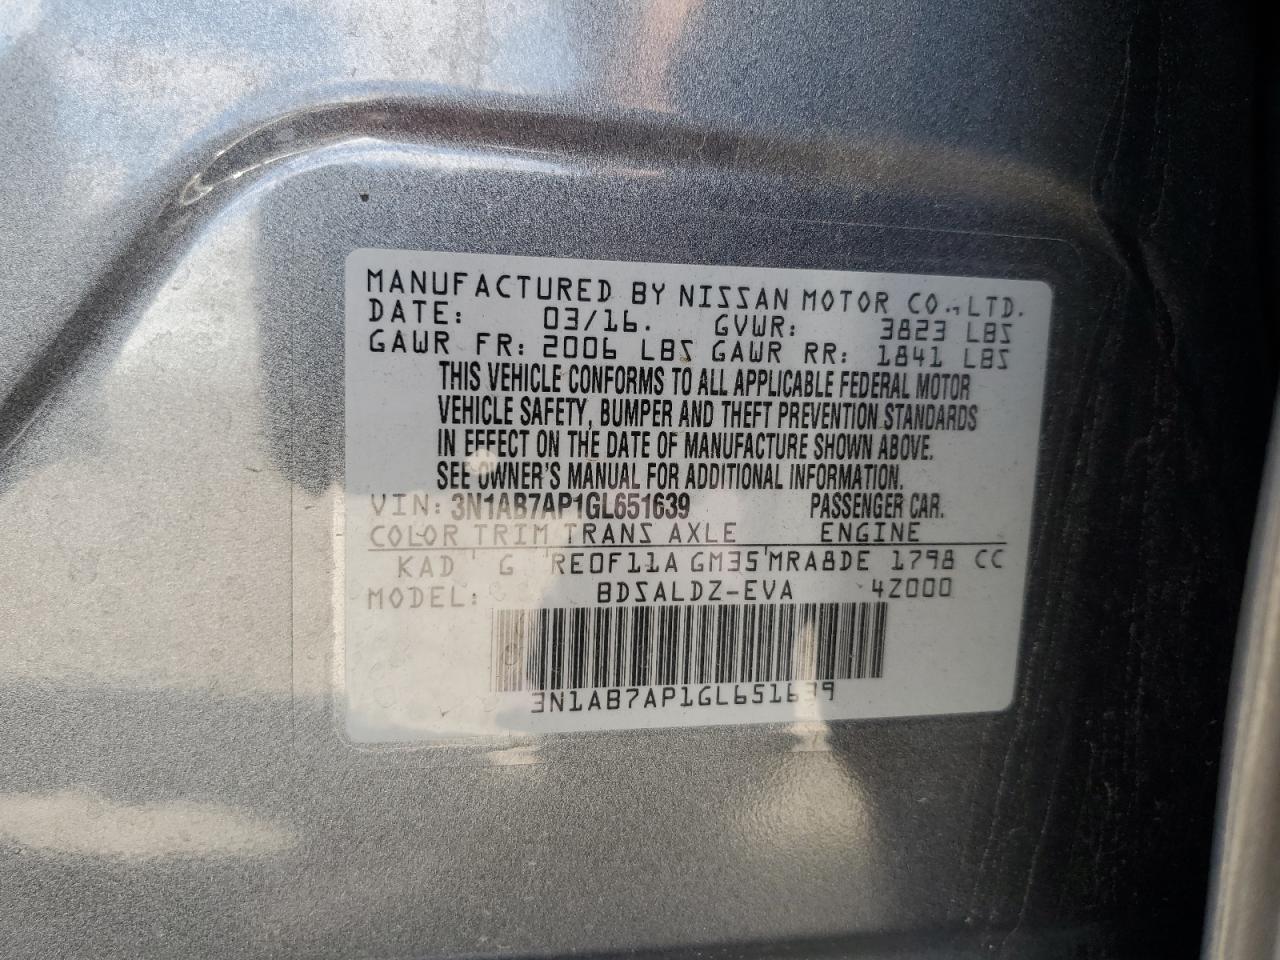 MANUFACTURED BY NISSAN MOTOR CO., LTD.
DATE: 03/16. GVWR: 3823 LBS
GAWR FR: 2006 LBS GAWR RR: 1841 LBS
THIS VEHICLE CONFORMS TO ALL APPLICABLE FEDERAL MOTOR
VEHICLE SAFETY, BUMPER AND THEFT PREVENTION STANDARDS
IN EFFECT ON THE DATE OF MANUFACTURE SHOWN ABOVE.
SEE OWNER'S MANUAL FOR ADDITIONAL INFORMATION.
VIN: 3N1AB7AP1GL651639 PASSENGER CAR.
COLOR TRIM TRANS AXLE ENGINE
KAD G RE0F11A GM35 MRA8DE 1798 CC
MODEL: BDSALDZ-EVA 4Z000
3N1AB7AP1GL651639